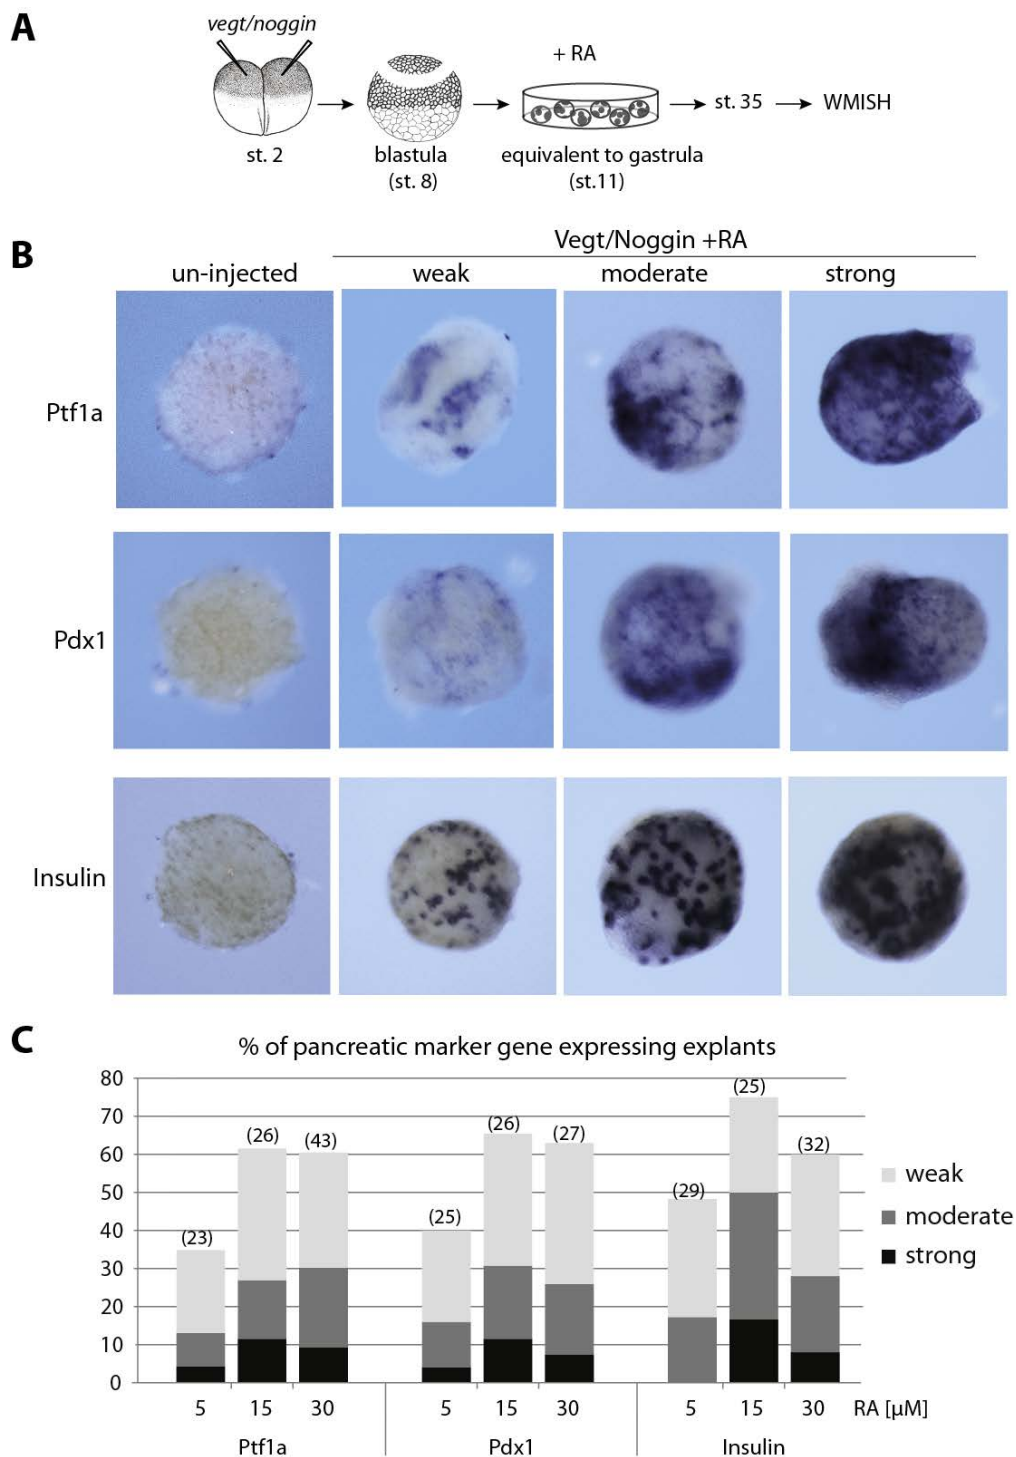 A
vegt/noggin
+ RA
st. 35
WMISH
st. 2
blastula
(st. 8)
equivalent to gastrula
(st.11)
B
Vegt/Noggin +RA
un-injected weak moderate strong
Ptf1a
Pdx1
Insulin
C
% of pancreatic marker gene expressing explants
80
70
60
50
40
30
20
10
0
(23) (26) (43)
(25) (26) (27)
(29) (25) (32)
weak
moderate
strong
5 15 30 5 15 30 5 15 30 RA [µM]
Ptf1a Pdx1 Insulin